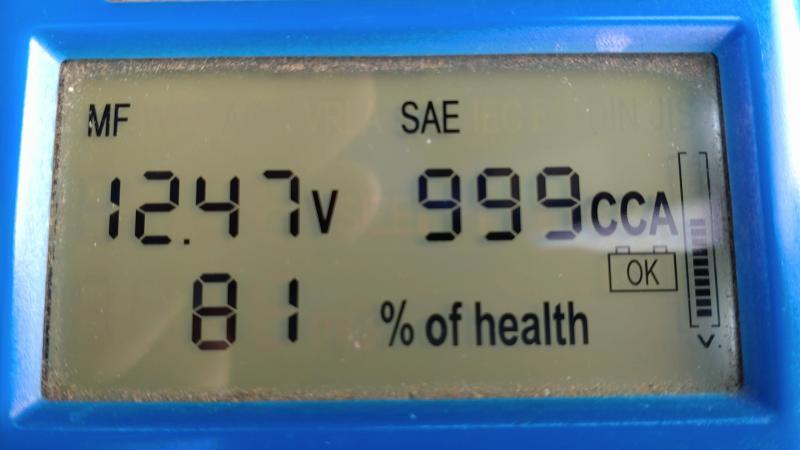 MF SAE
12.47V 999CCA
OK
81 % of health